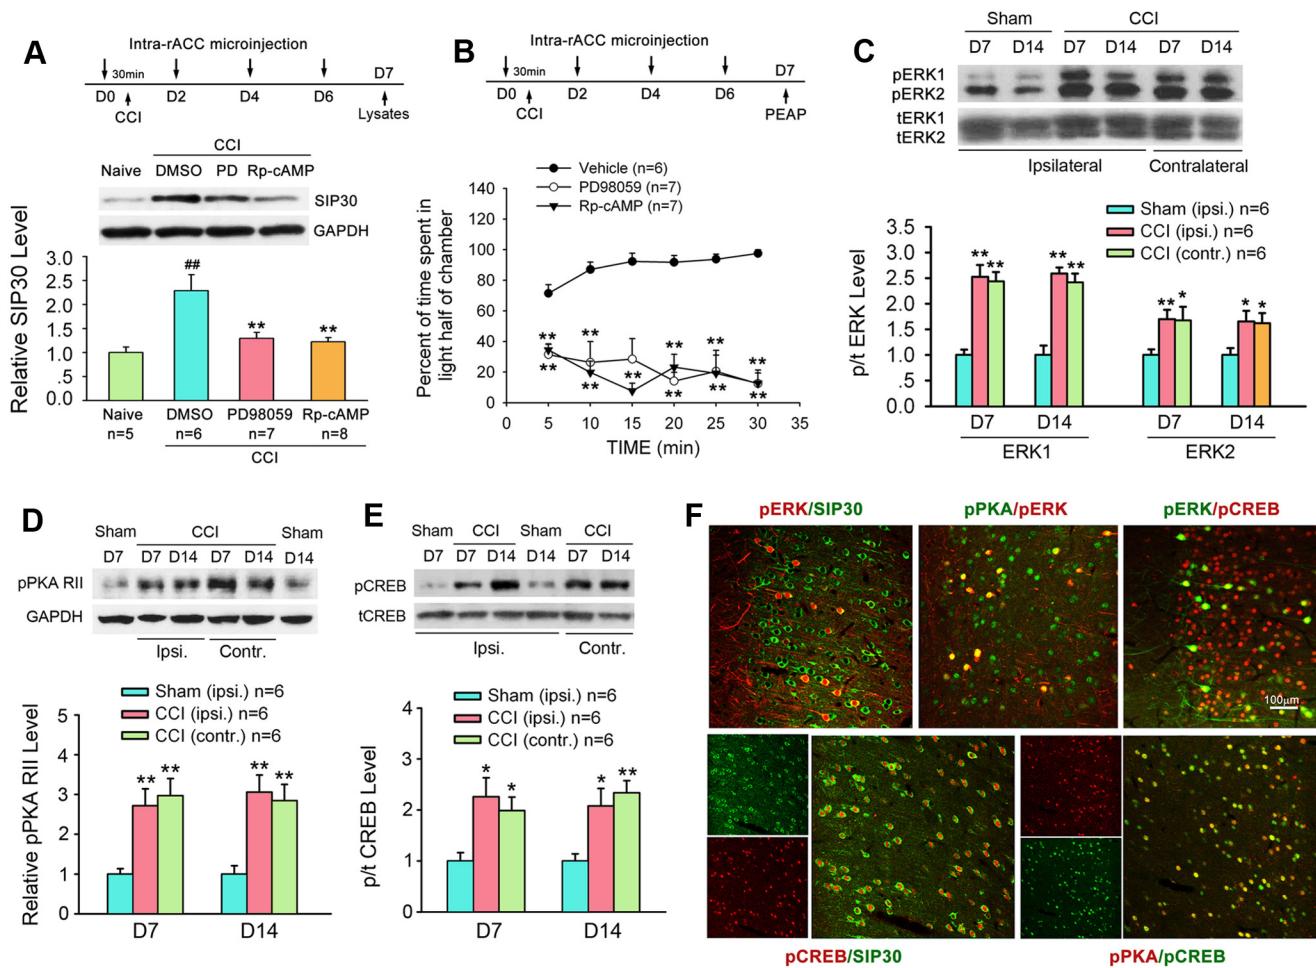 A
Intra-rACC microinjection
30min
D7
D0
D2
D4
D6
CCI
Lysates
CCI
Naive
DMSO
PD
Rp-cAMP
SIP30
GAPDH
Relative SIP30 Level
3.0
2.5
2.0
1.5
1.0
.5
0.0
##
**
**
Naive
DMSO
PD98059
Rp-cAMP
n=5
n=6
n=7
n=8
CCI
B
Intra-rACC microinjection
30min
D7
D0
D2
D4
D6
CCI
PEAP
Vehicle (n=6)
PD98059 (n=7)
Rp-cAMP (n=7)
Percent of time spent in
light half of chamber
140
120
100
80
60
40
20
0
**
**
**
**
**
**
**
**
**
**
**
0
5
10
15
20
25
30
35
TIME (min)
C
Sham
CCI
D7
D14
D7
D14
D7
D14
pERK1
pERK2
tERK1
tERK2
Ipsilateral
Contralateral
Sham (ipsi.) n=6
CCI (ipsi.) n=6
CCI (contr.) n=6
p/t ERK Level
3.5
3.0
2.5
2.0
1.5
1.0
.5
0.0
**
**
**
**
**
*
*
*
D7
D14
D7
D14
ERK1
ERK2
D
Sham
CCI
Sham
D7
D7
D14
D7
D14
D14
pPKA RII
GAPDH
Ipsi.
Contr.
Sham (ipsi) n=6
CCI (ipsi.) n=6
CCI (contr.) n=6
Relative pPKA RII Level
5
4
3
2
1
0
**
**
**
**
D7
D14
E
Sham
CCI
Sham
CCI
D7
D7
D14
D7
D7
D14
pCREB
tCREB
Ipsi.
Contr.
Sham (ipsi.) n=6
CCI (ipsi.) n=6
CCI (contr.) n=6
p/t CREB Level
4
3
2
1
0
*
*
*
**
D7
D14
F
pERK/SIP30
pPKA/pERK
pERK/pCREB
100µm
pCREB/SIP30
pPKA/pCREB